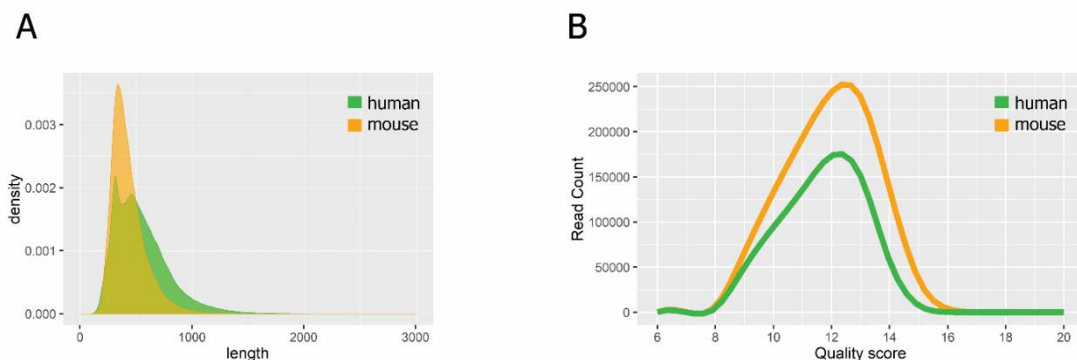 A
density
0.003
0.002
0.001
0.000
human
mouse
0
1000
2000
3000
length
B
Read Count
250000
200000
150000
100000
50000
0
human
mouse
6
8
10
12
14
16
18
20
Quality score